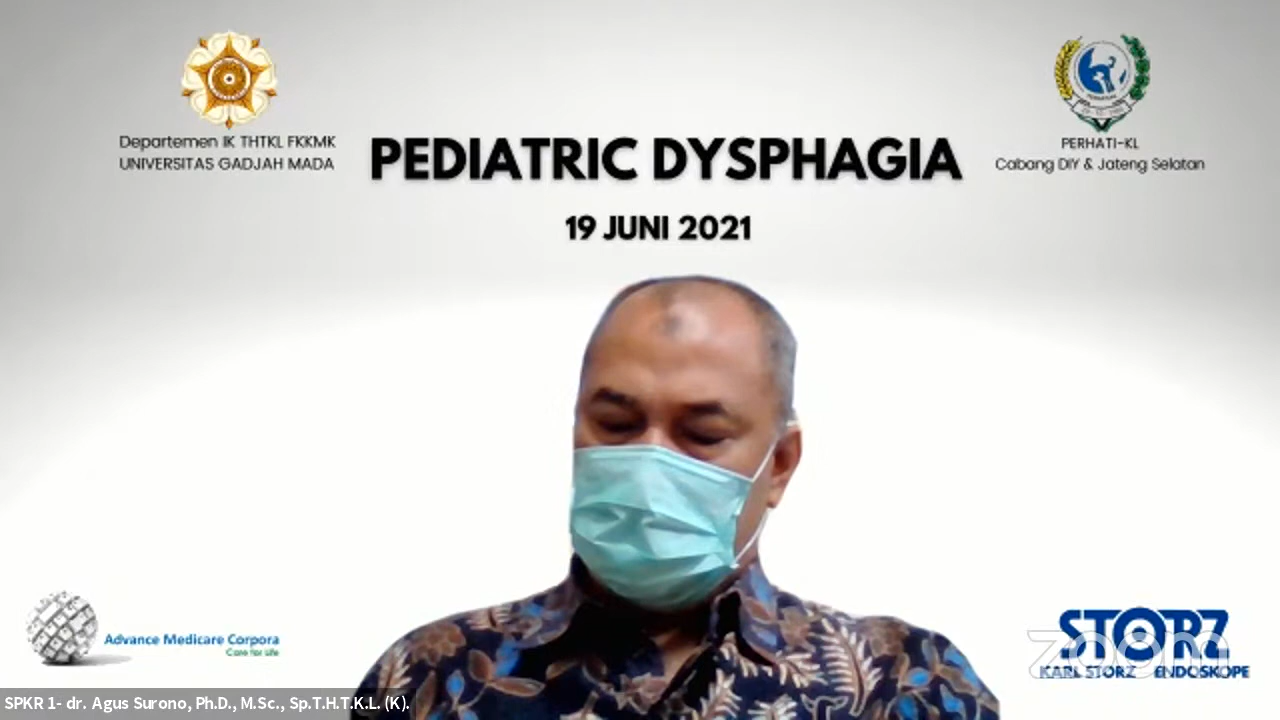 Departemen IK THTKL FKKMK
UNIVERSITAS GADJAH MADA
PERHATI-KL
Cabang DIY & Jateng Selatan
PEDIATRIC DYSPHAGIA
19 JUNI 2021
Advance Medicare Corpora
Care for Life
STORZ
KARL STORZ ENDOSKOPE
zoom
SPKR 1- dr. Agus Surono, Ph.D., M.Sc., Sp.T.H.T.K.L. (K).